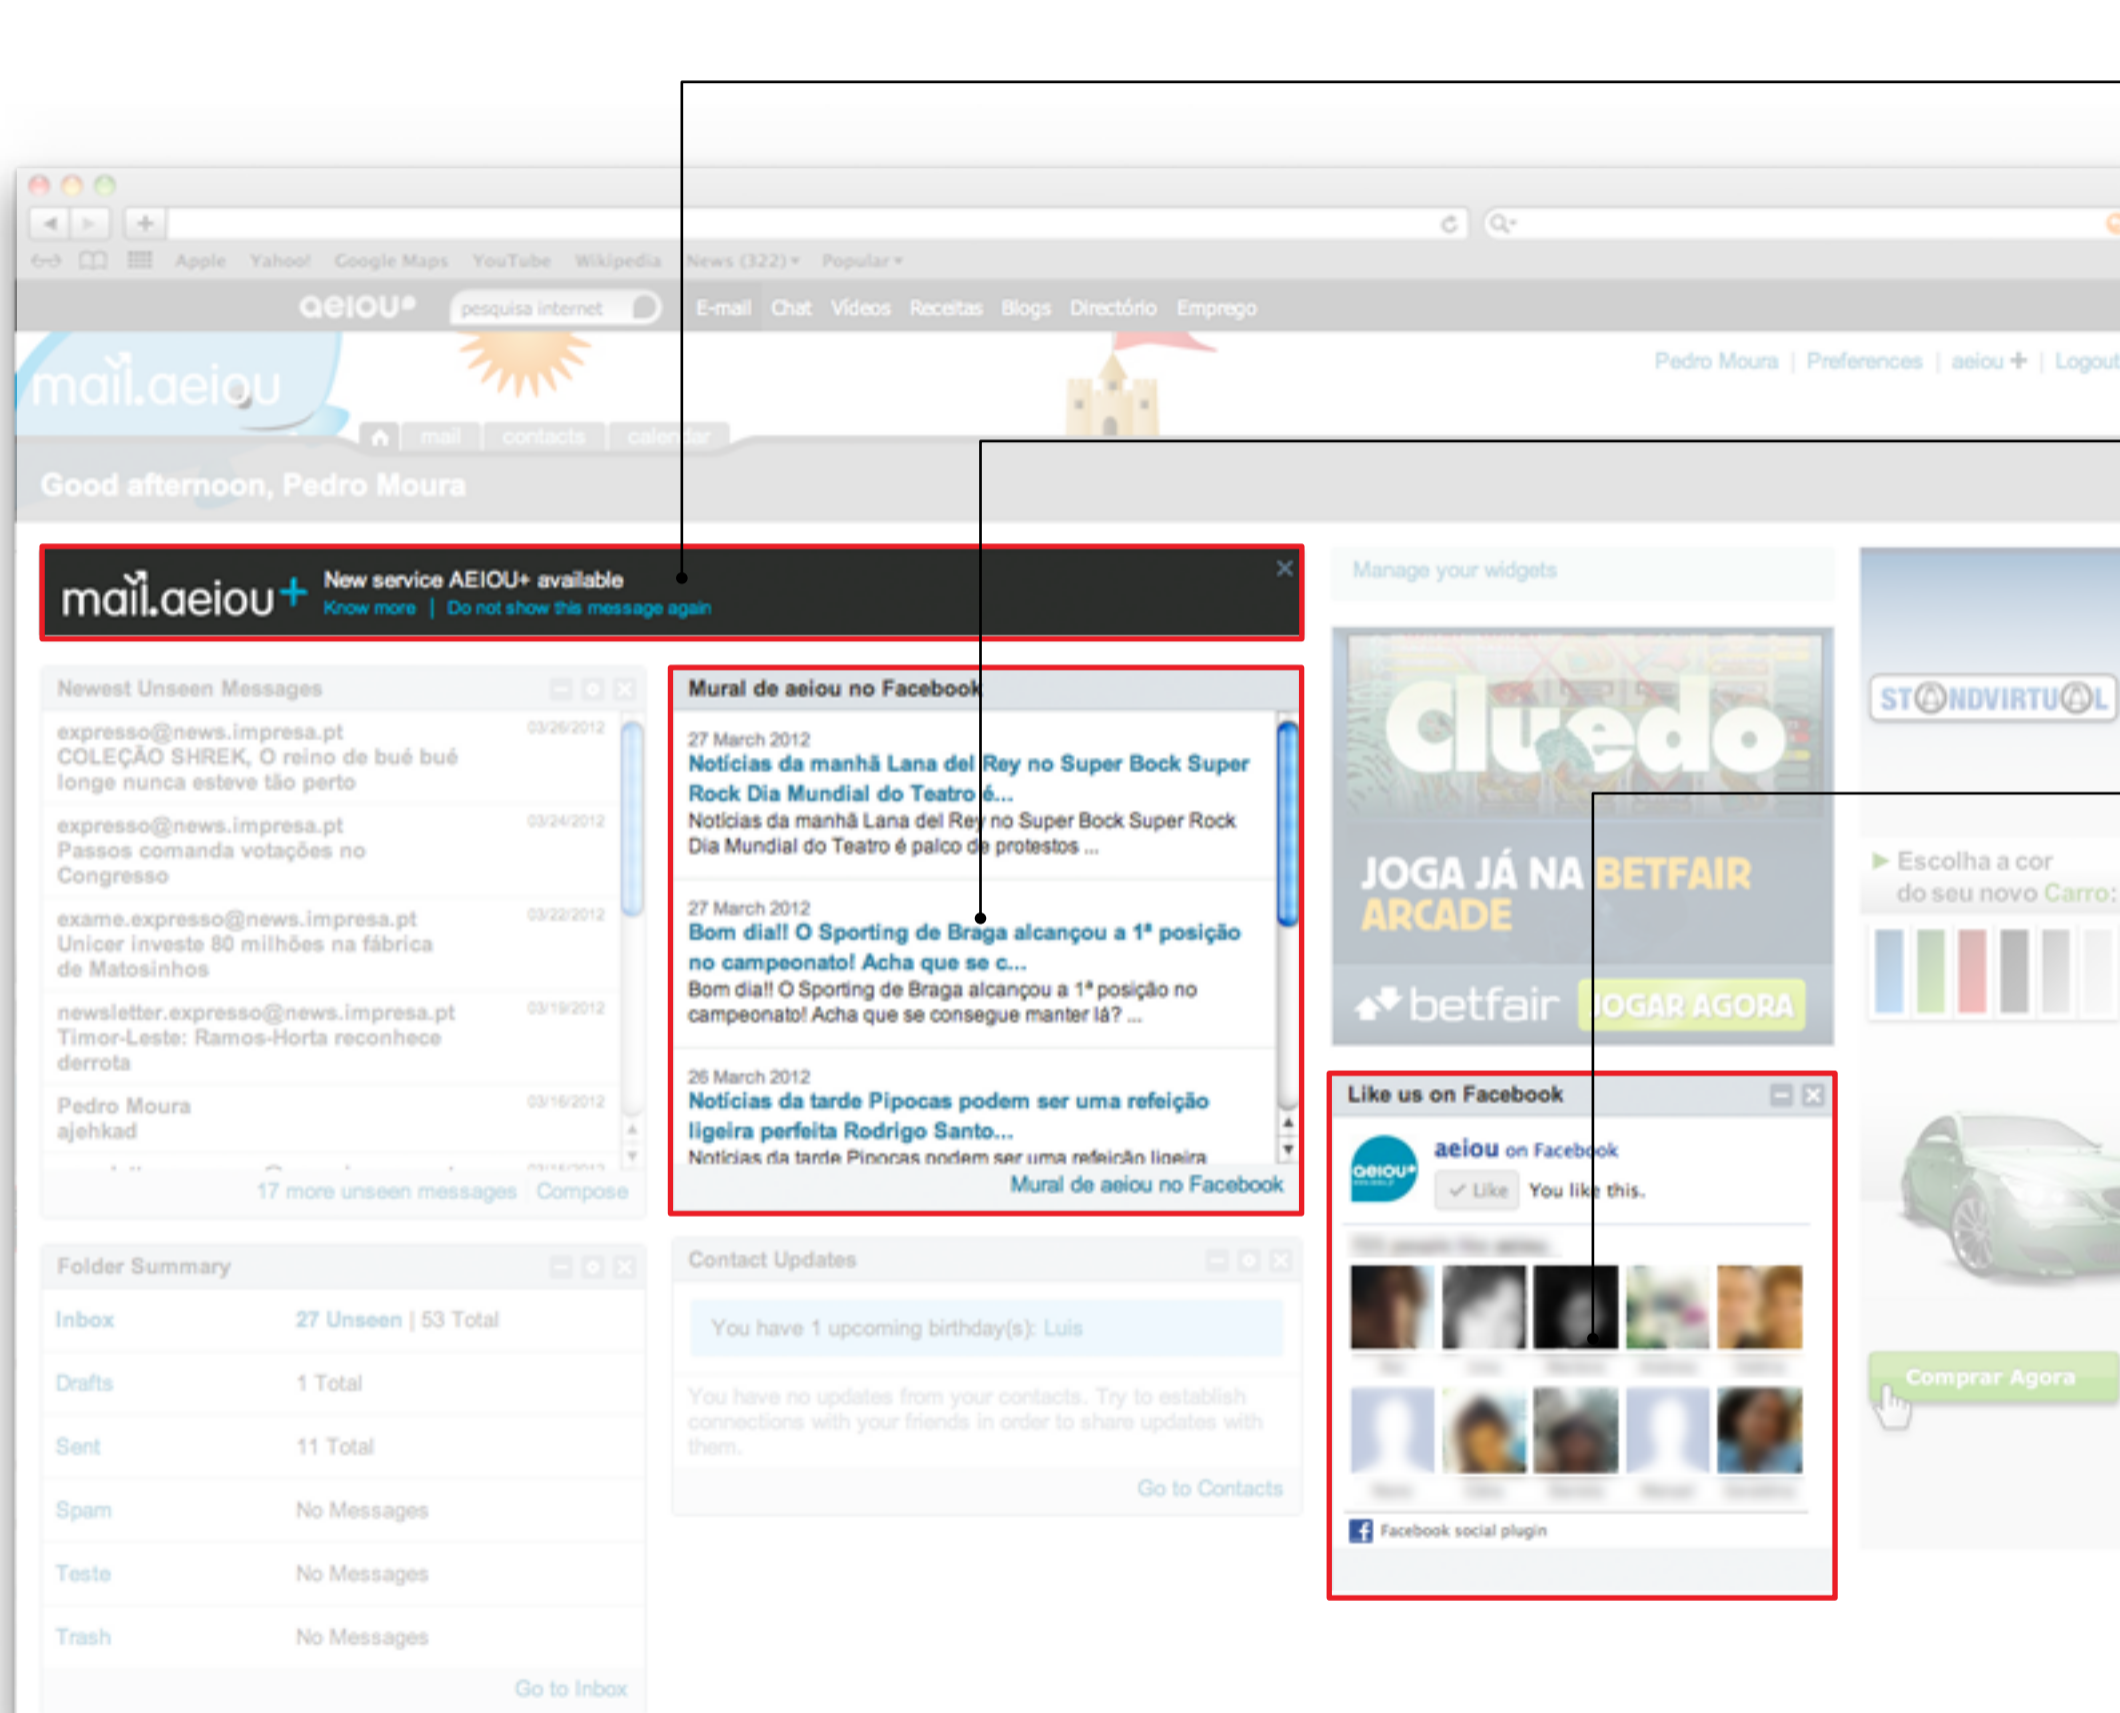 Apple Yahoo! Google Maps YouTube Wikipedia News (322) Popular
aeiou
pesquisa internet
E-mail Chat Vídeos Receitas Blogs Directório Emprego
mail.aeiou
Pedro Moura | Preferences | aeiou + | Logout
mail contacts calendar
Good afternoon, Pedro Moura
mail.aeiou+
New service AEIOU+ available
Know more | Do not show this message again
Newest Unseen Messages
expresso@news.impresa.pt 03/26/2012
COLEÇÃO SHREK, O reino de bué bué
longe nunca esteve tão perto
expresso@news.impresa.pt 03/24/2012
Passos comanda votações no
Congresso
exame.expresso@news.impresa.pt 03/22/2012
Unicer investe 80 milhões na fábrica
de Matosinhos
newsletter.expresso@news.impresa.pt 03/19/2012
Timor-Leste: Ramos-Horta reconhece
derrota
Pedro Moura 03/16/2012
ajehkad
17 more unseen messages Compose
Folder Summary
Inbox 27 Unseen | 53 Total
Drafts 1 Total
Sent 11 Total
Spam No Messages
Teste No Messages
Trash No Messages
Go to Inbox
Mural de aeiou no Facebook
27 March 2012
Notícias da manhã Lana del Rey no Super Bock Super
Rock Dia Mundial do Teatro é...
Notícias da manhã Lana del Rey no Super Bock Super Rock
Dia Mundial do Teatro é palco de protestos ...
27 March 2012
Bom dia!! O Sporting de Braga alcançou a 1ª posição
no campeonato! Acha que se c...
Bom dia!! O Sporting de Braga alcançou a 1ª posição no
campeonato! Acha que se consegue manter lá? ...
26 March 2012
Notícias da tarde Pipocas podem ser uma refeição
ligeira perfeita Rodrigo Santo...
Notícias da tarde Pipocas podem ser uma refeição ligeira
Mural de aeiou no Facebook
Contact Updates
You have 1 upcoming birthday(s): Luis
You have no updates from your contacts. Try to establish
connections with your friends in order to share updates with
them.
Go to Contacts
Manage your widgets
Cluedo
JOGA JÁ NA BETFAIR
ARCADE
betfair JOGAR AGORA
Like us on Facebook
aeiou
aeiou on Facebook
Like You like this.
Facebook social plugin
STANDVIRTUAL
Escolha a cor
do seu novo Carro:
Comprar Agora